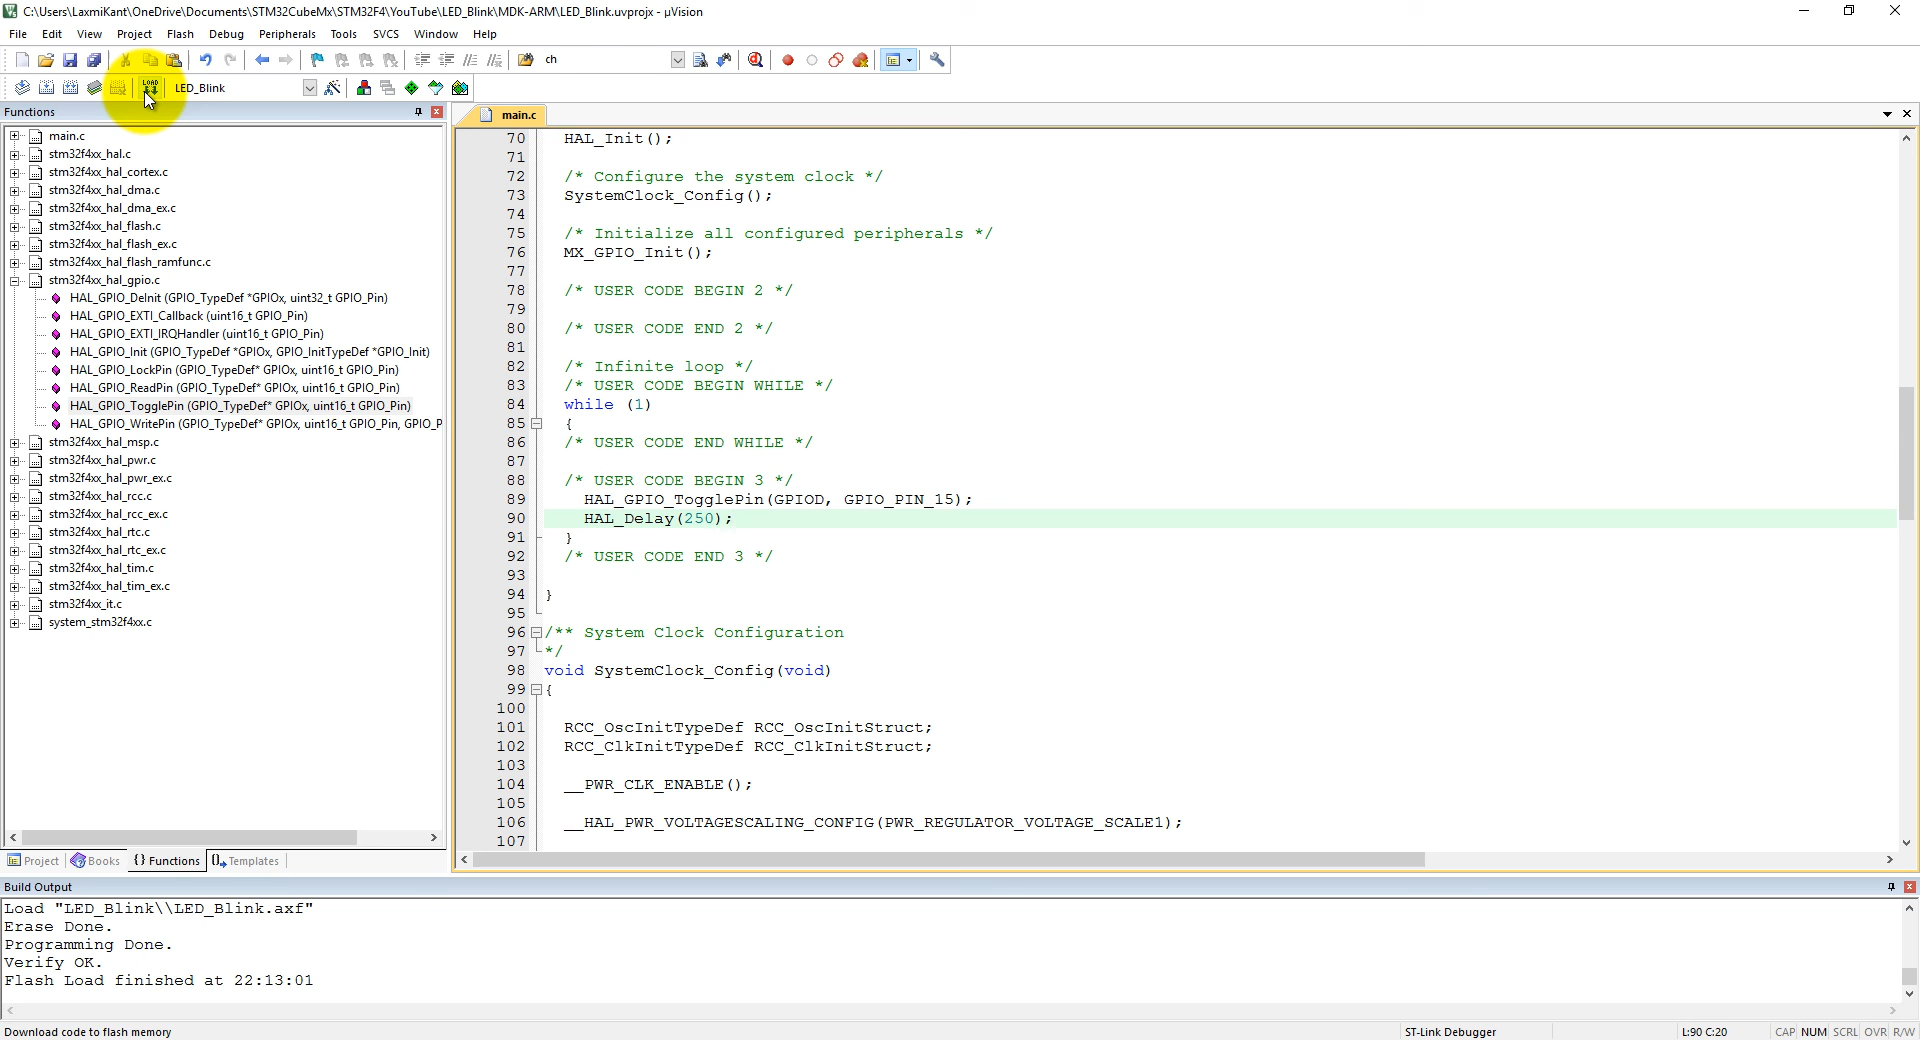 C:\Users\LaxmiKant\OneDrive\Documents\STM32CubeMx\STM32F4\YouTube\LED_Blink\MDK-ARM\LED_Blink.uvprojx - µVision
File Edit View Project Flash Debug Peripherals Tools SVCS Window Help
ch
LOAD LED_Blink
Functions
main.c
stm32f4xx_hal.c
stm32f4xx_hal_cortex.c
stm32f4xx_hal_dma.c
stm32f4xx_hal_dma_ex.c
stm32f4xx_hal_flash.c
stm32f4xx_hal_flash_ex.c
stm32f4xx_hal_flash_ramfunc.c
stm32f4xx_hal_gpio.c
HAL_GPIO_DeInit (GPIO_TypeDef *GPIOx, uint32_t GPIO_Pin)
HAL_GPIO_EXTI_Callback (uint16_t GPIO_Pin)
HAL_GPIO_EXTI_IRQHandler (uint16_t GPIO_Pin)
HAL_GPIO_Init (GPIO_TypeDef *GPIOx, GPIO_InitTypeDef *GPIO_Init)
HAL_GPIO_LockPin (GPIO_TypeDef* GPIOx, uint16_t GPIO_Pin)
HAL_GPIO_ReadPin (GPIO_TypeDef* GPIOx, uint16_t GPIO_Pin)
HAL_GPIO_TogglePin (GPIO_TypeDef* GPIOx, uint16_t GPIO_Pin)
HAL_GPIO_WritePin (GPIO_TypeDef* GPIOx, uint16_t GPIO_Pin, GPIO_P
stm32f4xx_hal_msp.c
stm32f4xx_hal_pwr.c
stm32f4xx_hal_pwr_ex.c
stm32f4xx_hal_rcc.c
stm32f4xx_hal_rcc_ex.c
stm32f4xx_hal_rtc.c
stm32f4xx_hal_rtc_ex.c
stm32f4xx_hal_tim.c
stm32f4xx_hal_tim_ex.c
stm32f4xx_it.c
system_stm32f4xx.c
Project Books {} Functions Templates
main.c
70 HAL_Init();
71
72 /* Configure the system clock */
73 SystemClock_Config();
74
75 /* Initialize all configured peripherals */
76 MX_GPIO_Init();
77
78 /* USER CODE BEGIN 2 */
79
80 /* USER CODE END 2 */
81
82 /* Infinite loop */
83 /* USER CODE BEGIN WHILE */
84 while (1)
85 {
86 /* USER CODE END WHILE */
87
88 /* USER CODE BEGIN 3 */
89 HAL_GPIO_TogglePin(GPIOD, GPIO_PIN_15);
90 HAL_Delay(250);
91 }
92 /* USER CODE END 3 */
93
94 }
95
96 /** System Clock Configuration
97 */
98 void SystemClock_Config(void)
99 {
100
101 RCC_OscInitTypeDef RCC_OscInitStruct;
102 RCC_ClkInitTypeDef RCC_ClkInitStruct;
103
104 __PWR_CLK_ENABLE();
105
106 __HAL_PWR_VOLTAGESCALING_CONFIG(PWR_REGULATOR_VOLTAGE_SCALE1);
107
Build Output
Load "LED_Blink\\LED_Blink.axf"
Erase Done.
Programming Done.
Verify OK.
Flash Load finished at 22:13:01
Download code to flash memory ST-Link Debugger L:90 C:20 CAP NUM SCRL OVR R/W